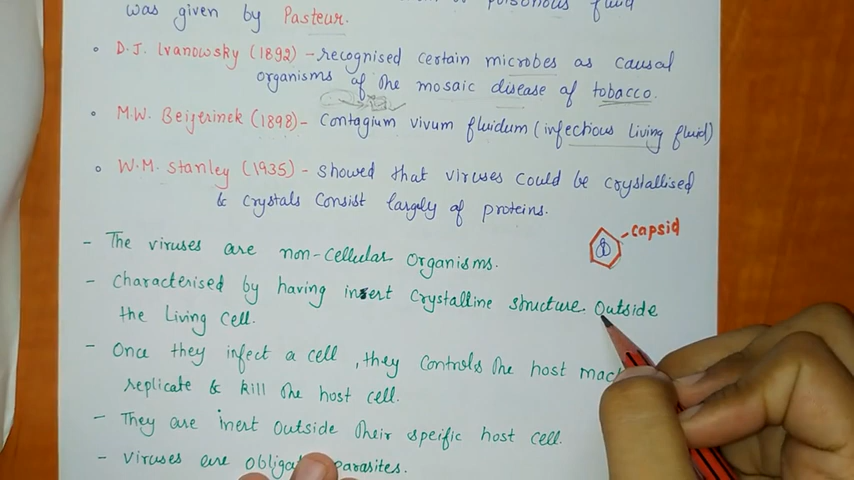 poisonous fluid
was given by Pasteur.
D.J. Ivanowsky (1892) - recognised certain microbes as causal
organisms of the mosaic disease of tobacco.
M.W. Beijerinek (1898) - Contagium vivum fluidum (infectious Living fluid)
W.M. Stanley (1935) - showed that viruses could be crystallised
& crystals consist largely of proteins.
capsid
- The viruses are non-cellular organisms.
- Characterised by having insert crystalline structure outside
the Living cell.
- Once they infect a cell, they controls the host mac
replicate & kill the host cell.
- They are inert outside their speific host cell.
- Viruses are obligat parasites.